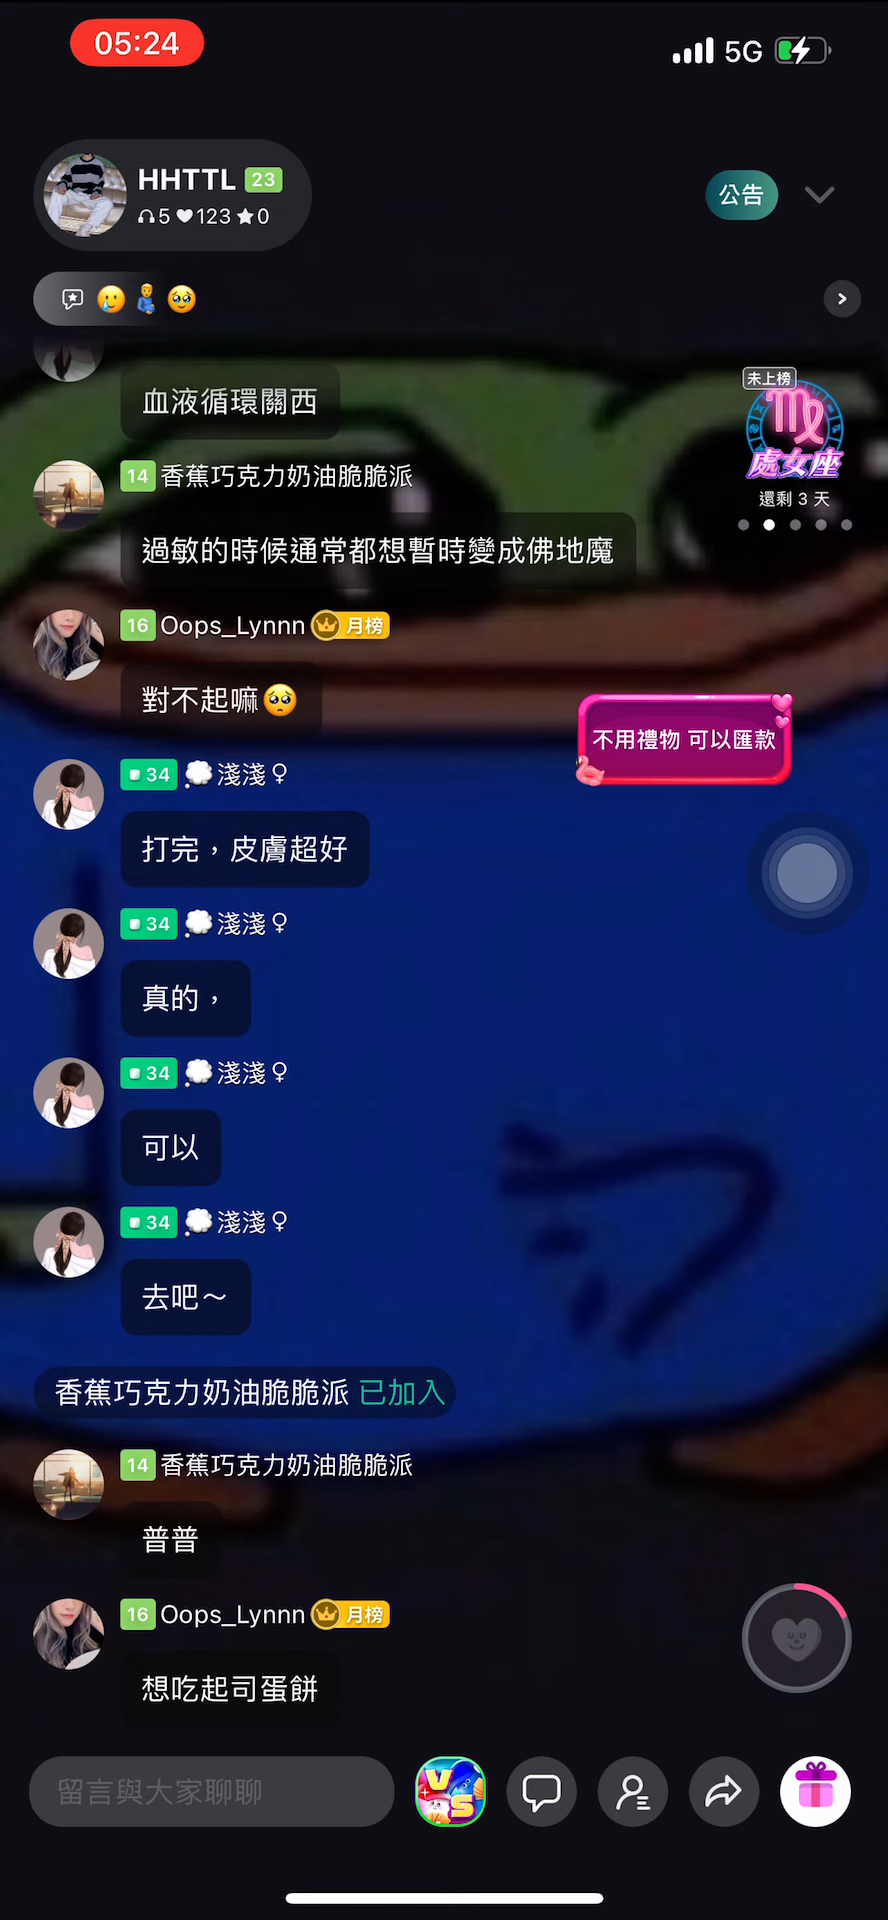 05:24
5G
HHTTL 23
5 123 0
公告
血液循環關西
未上榜
處女座
還剩 3 天
14 香蕉巧克力奶油脆脆派
過敏的時候通常都想暫時變成佛地魔
16 Oops_Lynnn 月榜
對不起嘛🥺
不用禮物 可以匯款
34 💭淺淺♀
打完，皮膚超好
34 💭淺淺♀
真的，
34 💭淺淺♀
可以
34 💭淺淺♀
去吧～
香蕉巧克力奶油脆脆派 已加入
14 香蕉巧克力奶油脆脆派
普普
16 Oops_Lynnn 月榜
想吃起司蛋餅
留言與大家聊聊
VS